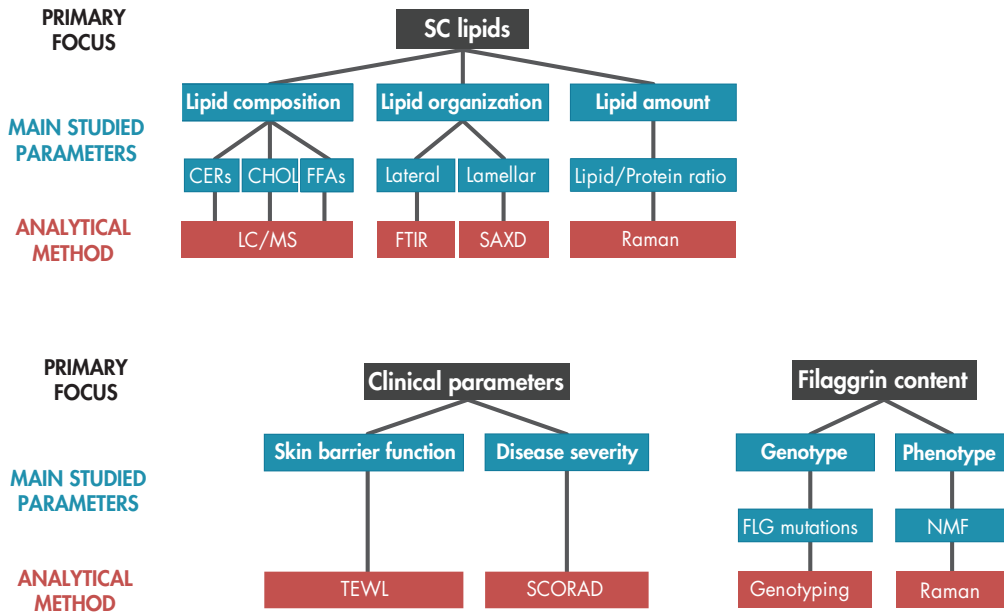 PRIMARY
FOCUS
SC lipids
Lipid composition
Lipid organization
Lipid amount
MAIN STUDIED
PARAMETERS
CERs
CHOL
FFAs
Lateral
Lamellar
Lipid/Protein ratio
ANALYTICAL
METHOD
LC/MS
FTIR
SAXD
Raman
PRIMARY
FOCUS
Clinical parameters
Filaggrin content
Skin barrier function
Disease severity
Genotype
Phenotype
MAIN STUDIED
PARAMETERS
FLG mutations
NMF
ANALYTICAL
METHOD
TEWL
SCORAD
Genotyping
Raman